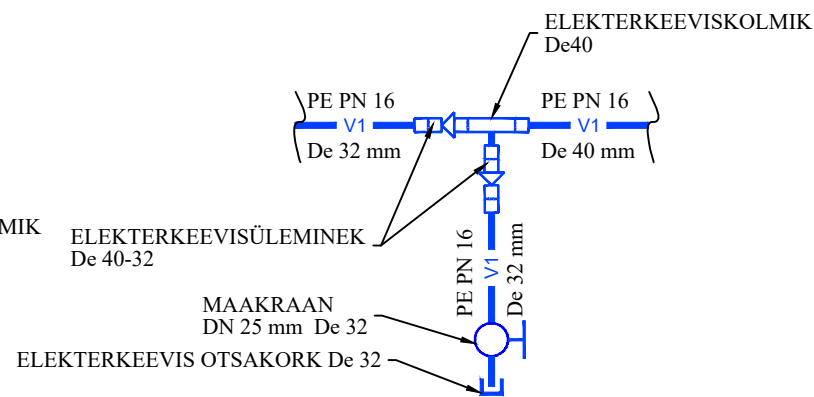 ELEKTERKEEVISKOLMIK
De40
PE PN 16
V1
De 32 mm
PE PN 16
V1
De 40 mm
MIK
ELEKTERKEEVISÜLEMINEK
De 40-32
PE PN 16
V1
De 32 mm
MAAKRAAN
DN 25 mm De 32
ELEKTERKEEVIS OTSAKORK De 32